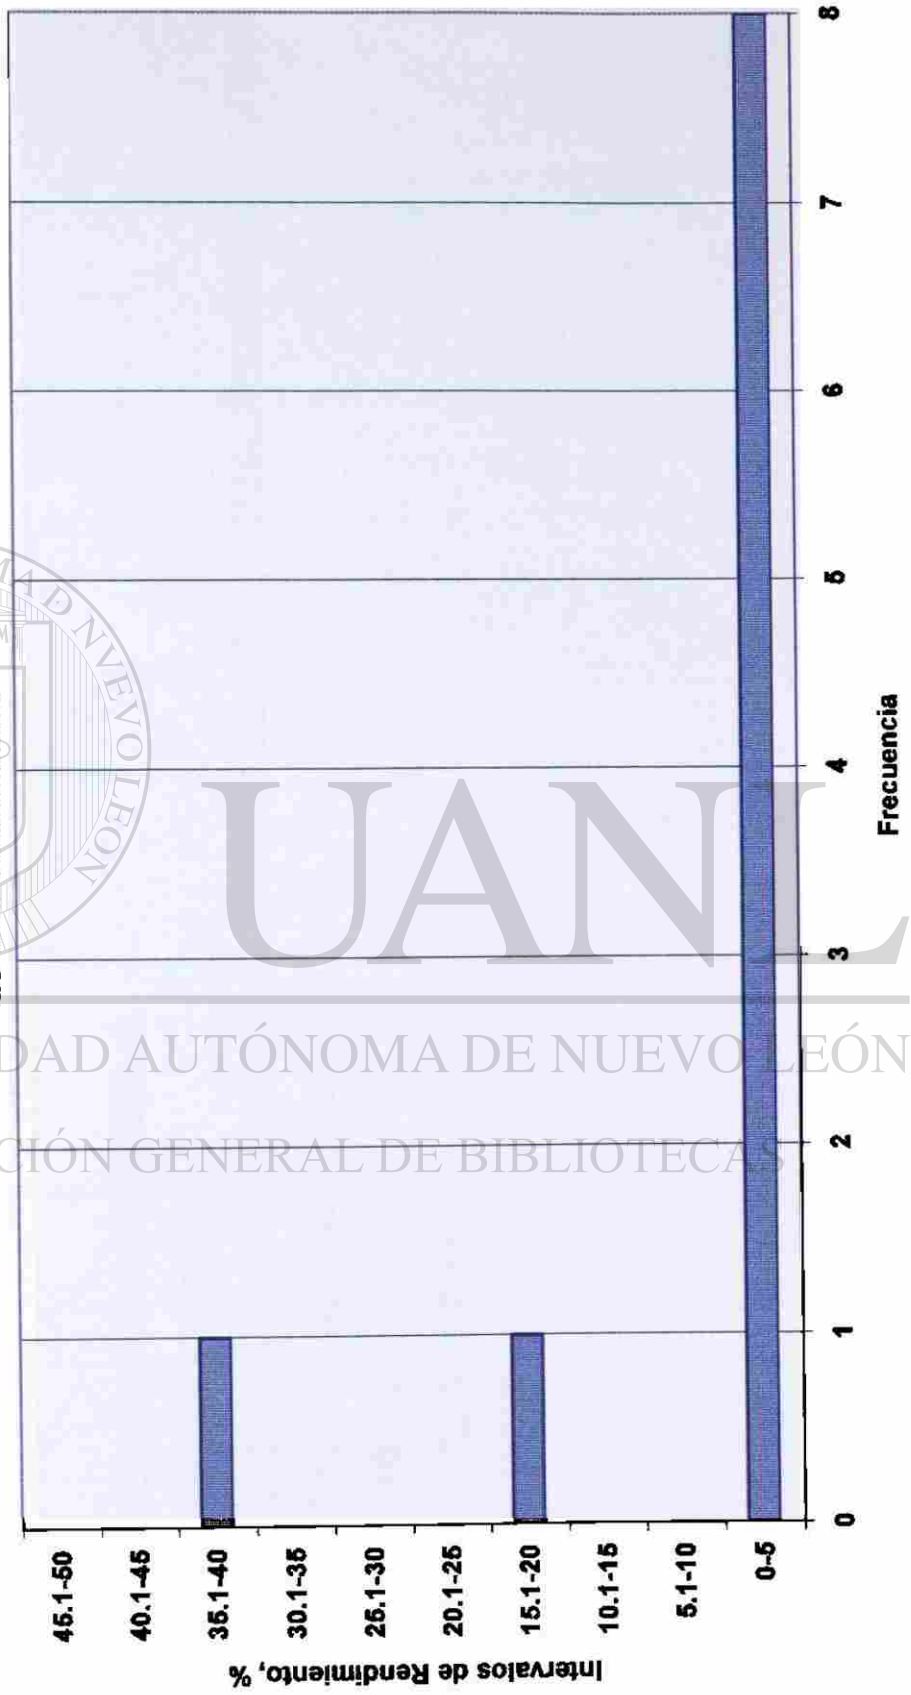 Intervalos de Rendimiento, %
45.1-50
40.1-45
35.1-40
30.1-35
25.1-30
20.1-25
15.1-20
10.1-15
5.1-10
0-5
0 1 2 3 4 5 6 7 8
Frecuencia
NUEVO LEON
UANL
DAD AUTÓNOMA DE NUEVO LEÓN
CIÓN GENERAL DE BIBLIOTECAS